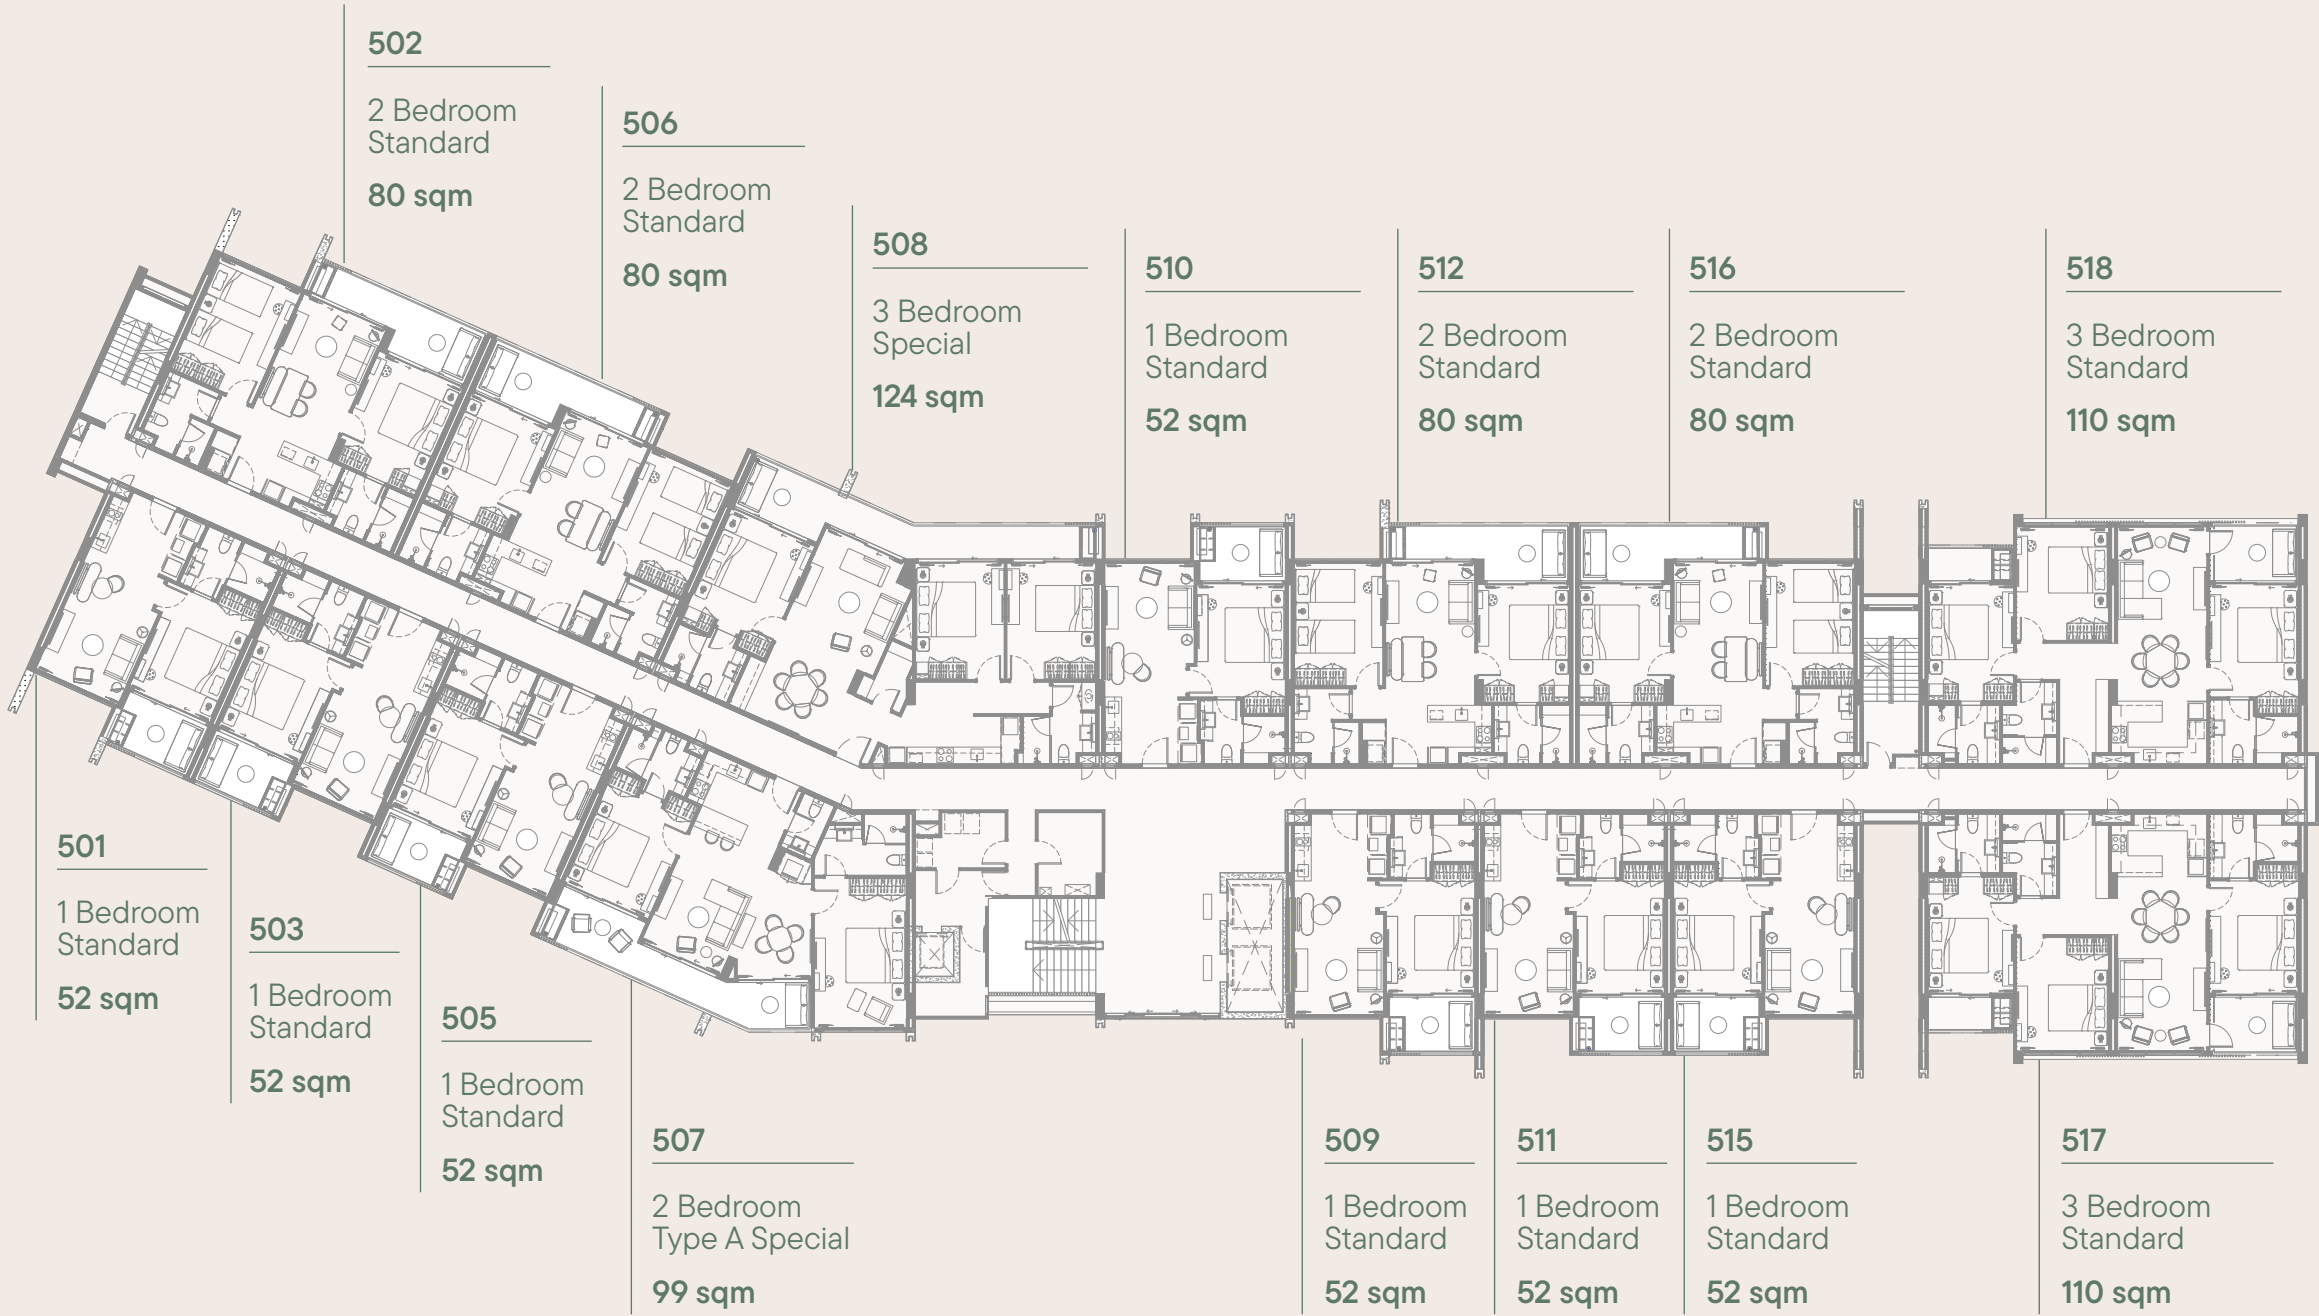 502
2 Bedroom
Standard
80 sqm
506
2 Bedroom
Standard
80 sqm
508
3 Bedroom
Special
124 sqm
510
1 Bedroom
Standard
52 sqm
512
2 Bedroom
Standard
80 sqm
516
2 Bedroom
Standard
80 sqm
518
3 Bedroom
Standard
110 sqm
501
1 Bedroom
Standard
52 sqm
503
1 Bedroom
Standard
52 sqm
505
1 Bedroom
Standard
52 sqm
507
2 Bedroom
Type A Special
99 sqm
509
1 Bedroom
Standard
52 sqm
511
1 Bedroom
Standard
52 sqm
515
1 Bedroom
Standard
52 sqm
517
3 Bedroom
Standard
110 sqm